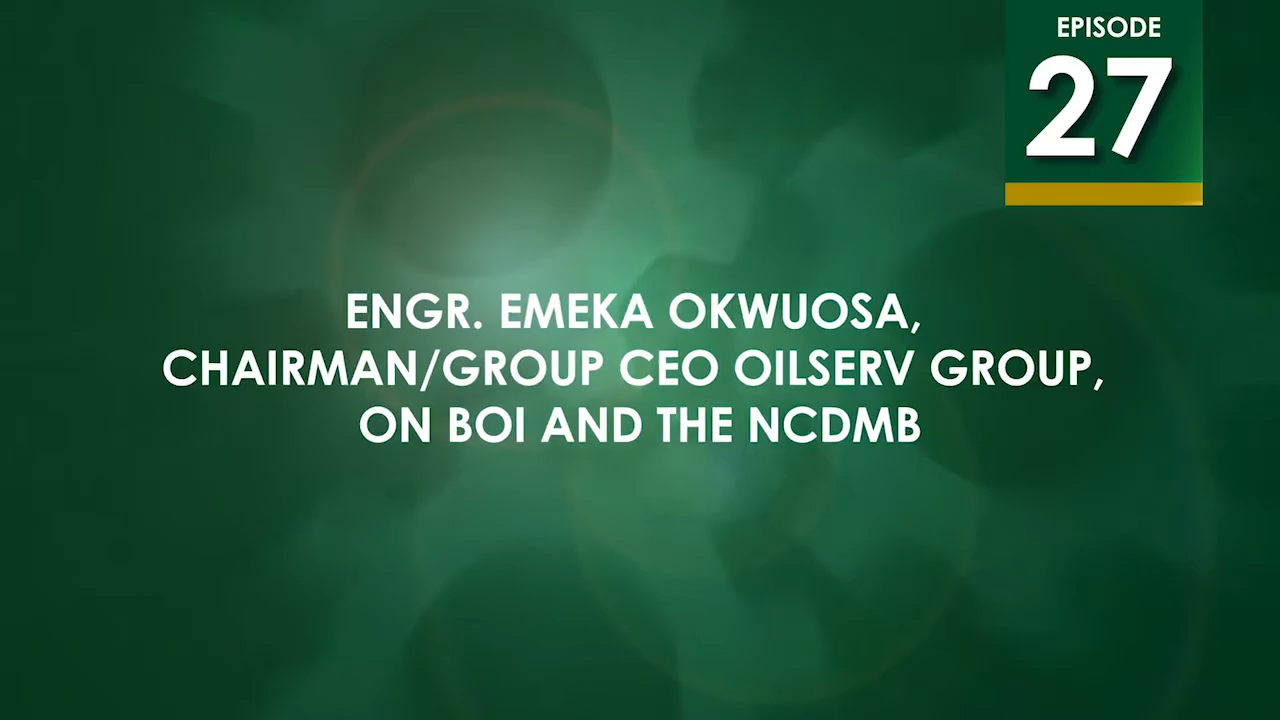 EPISODE
27
ENGR. EMEKA OKWUOSA,
CHAIRMAN/GROUP CEO OILSERV GROUP,
ON BOI AND THE NCDMB